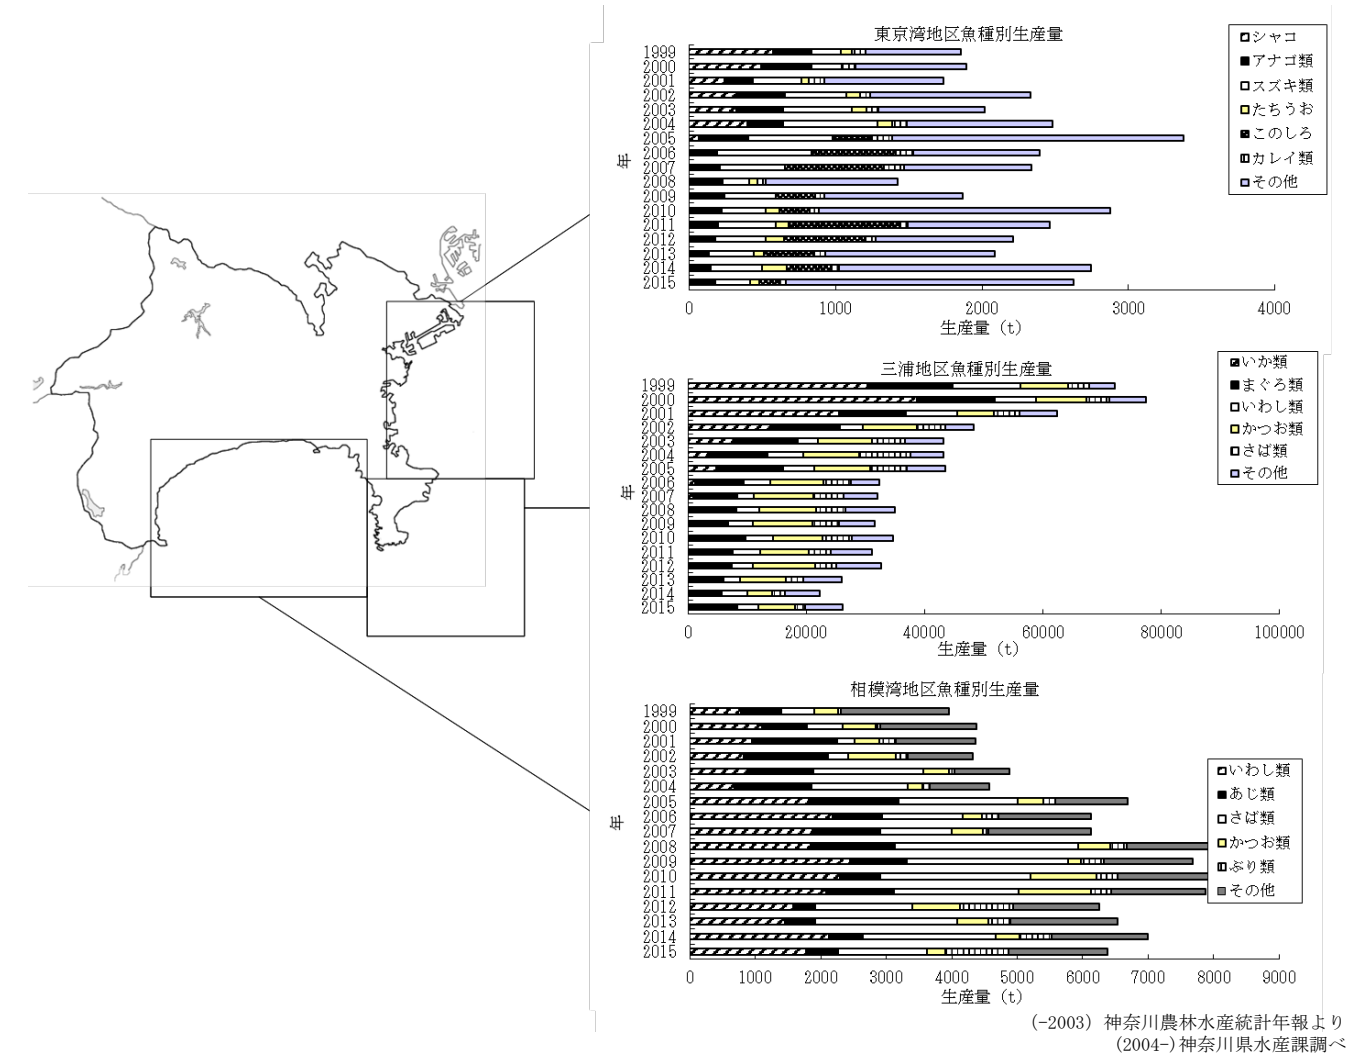 東京湾地区魚種別生産量
年
1999
2000
2001
2002
2003
2004
2005
2006
2007
2008
2009
2010
2011
2012
2013
2014
2015
0 1000 2000 3000 4000
生産量 (t)
シャコ
アナゴ類
スズキ類
たちうお
このしろ
カレイ類
その他
三浦地区魚種別生産量
年
1999
2000
2001
2002
2003
2004
2005
2006
2007
2008
2009
2010
2011
2012
2013
2014
2015
0 20000 40000 60000 80000 100000
生産量 (t)
いか類
まぐろ類
いわし類
かつお類
さば類
その他
相模湾地区魚種別生産量
年
1999
2000
2001
2002
2003
2004
2005
2006
2007
2008
2009
2010
2011
2012
2013
2014
2015
0 1000 2000 3000 4000 5000 6000 7000 8000 9000
生産量 (t)
いわし類
あじ類
さば類
かつお類
ぶり類
その他
(-2003) 神奈川農林水産統計年報より
(2004-)神奈川県水産課調べ